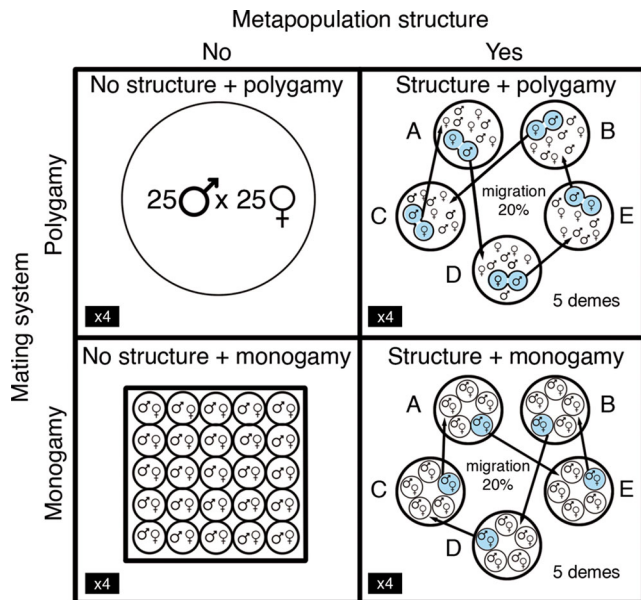 Metapopulation structure
No
Yes
Mating system
Polygamy
No structure + polygamy
25♂ x 25♀
x4
Structure + polygamy
A
B
C
migration
20%
E
D
5 demes
x4
Monogamy
No structure + monogamy
♂♀ ♂♀ ♂♀ ♂♀ ♂♀
♂♀ ♂♀ ♂♀ ♂♀ ♂♀
♂♀ ♂♀ ♂♀ ♂♀ ♂♀
♂♀ ♂♀ ♂♀ ♂♀ ♂♀
♂♀ ♂♀ ♂♀ ♂♀ ♂♀
x4
Structure + monogamy
A
B
migration
20%
C
E
D
5 demes
x4